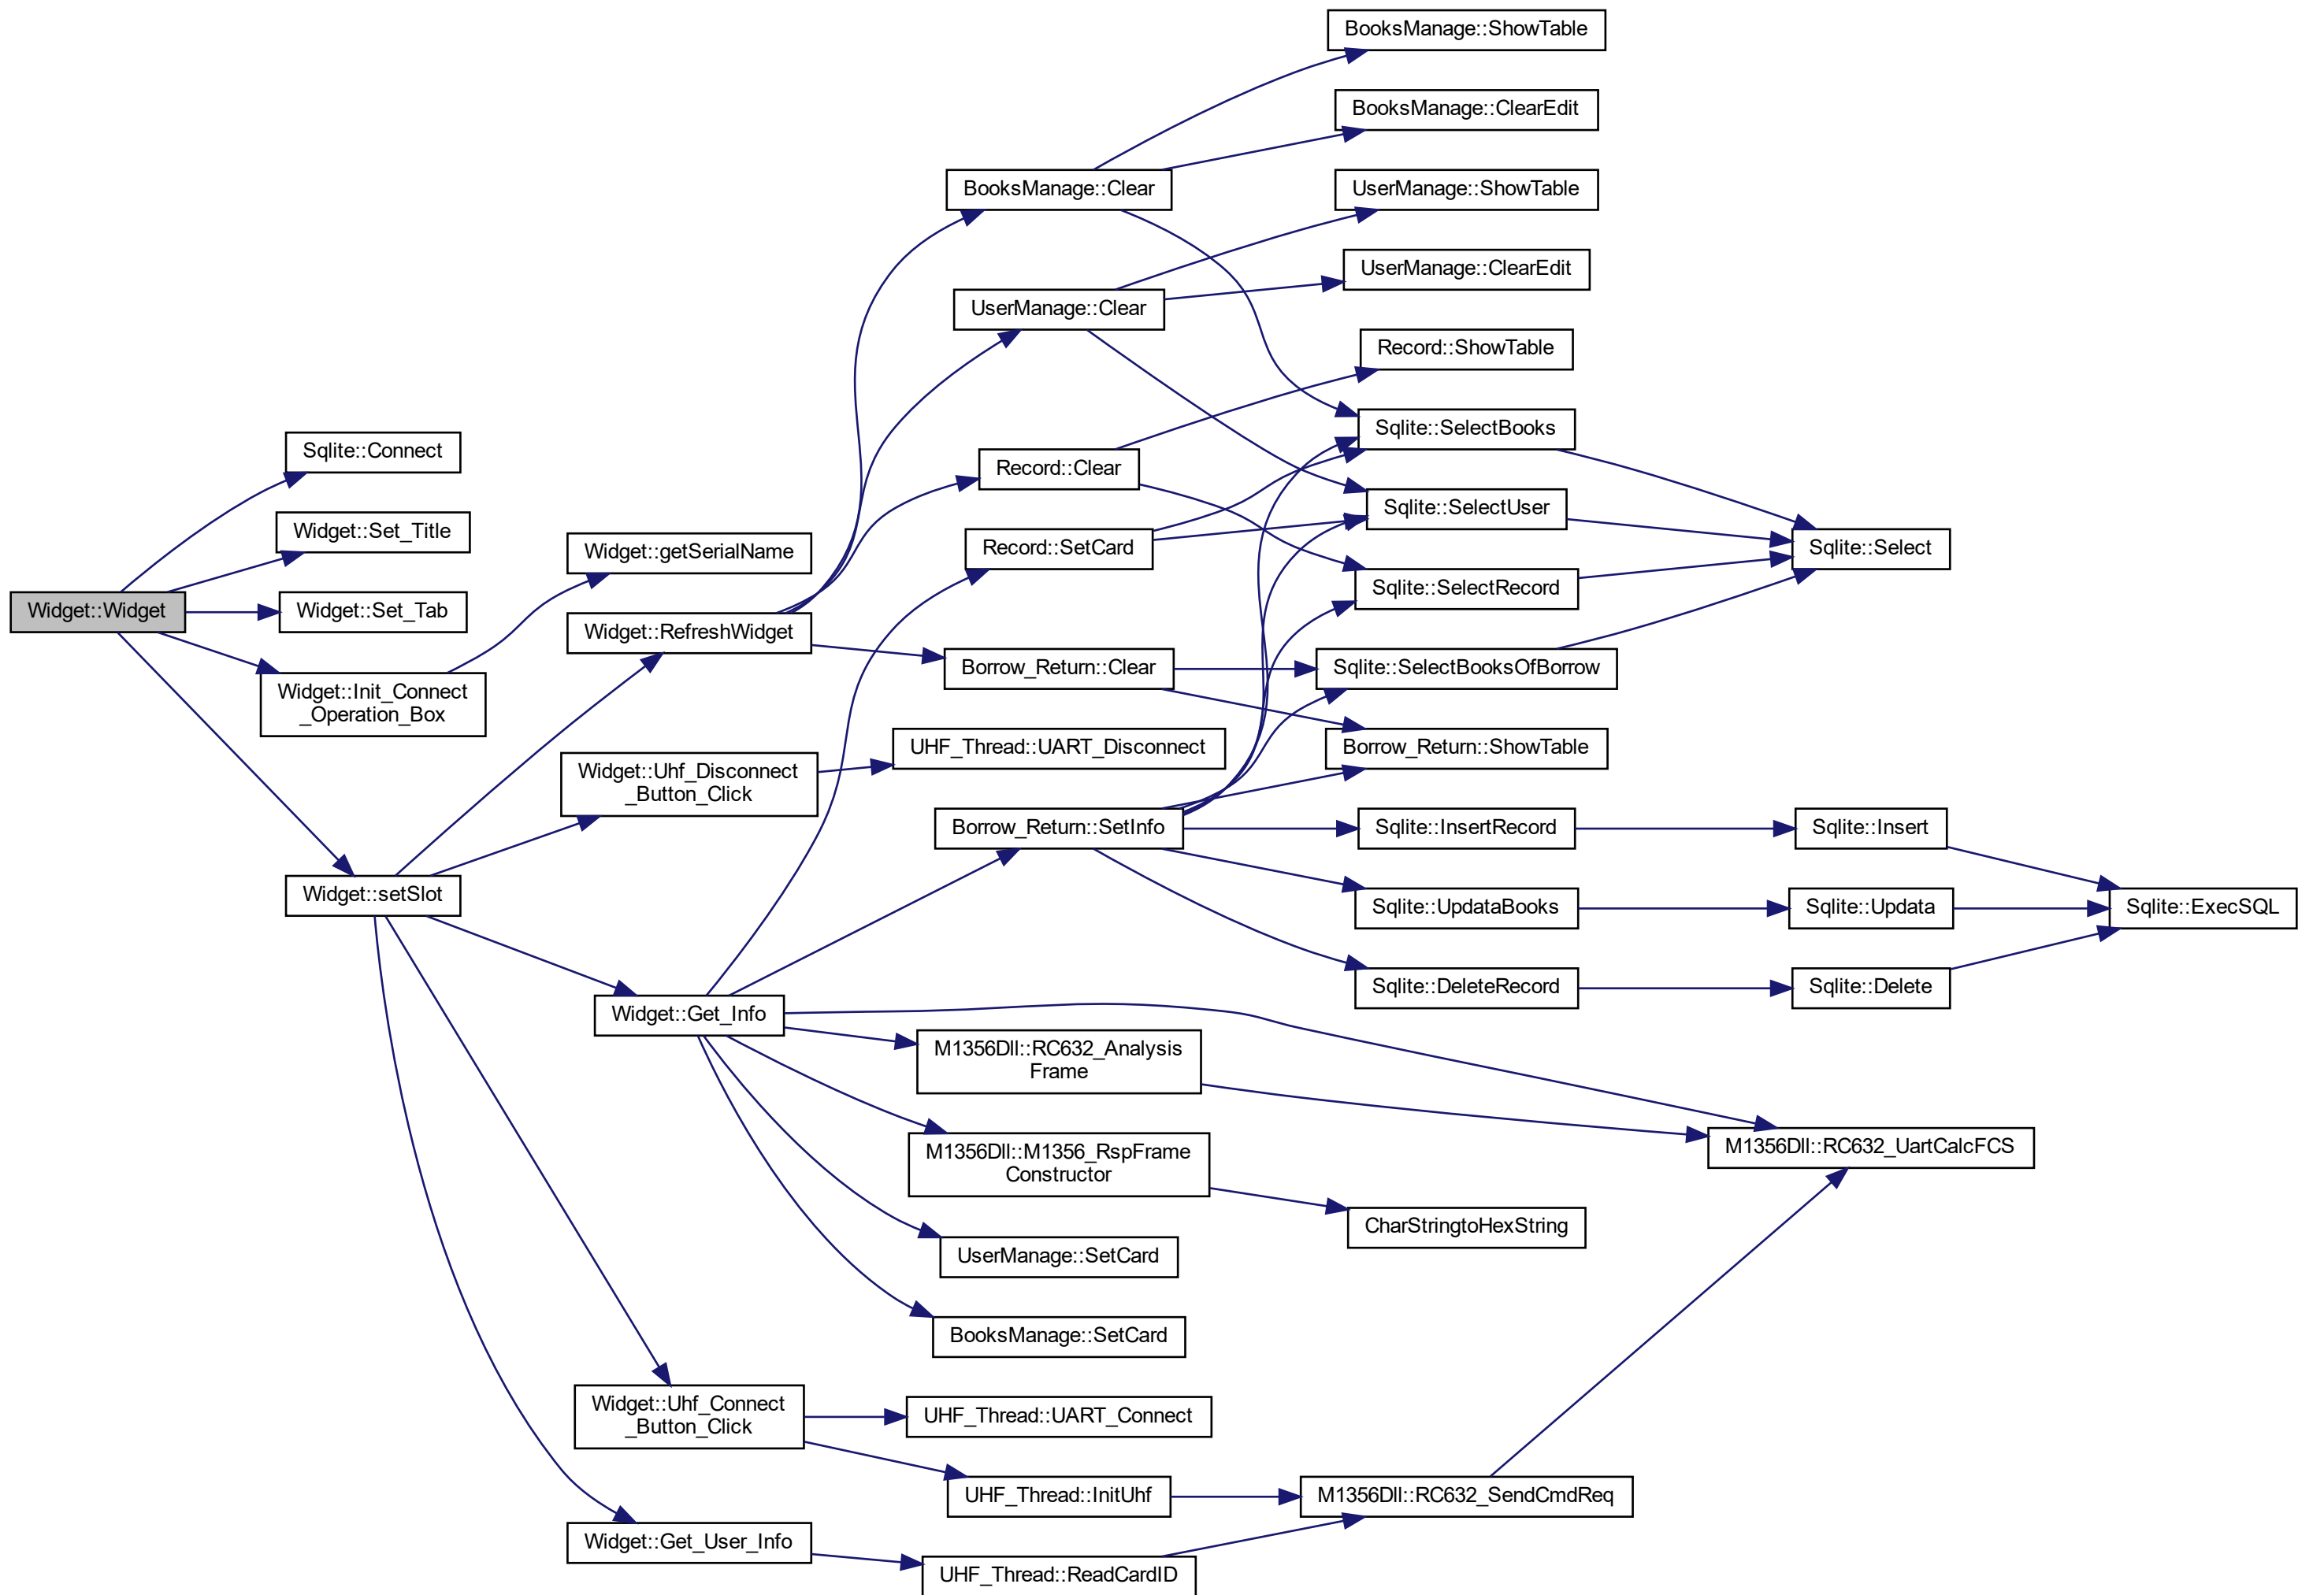 BooksManage::ShowTable
BooksManage::ClearEdit
BooksManage::Clear
UserManage::ShowTable
UserManage::ClearEdit
UserManage::Clear
Record::ShowTable
Sqlite::SelectBooks
Sqlite::Connect
Record::Clear
Sqlite::SelectUser
Widget::Set_Title
Widget::getSerialName
Record::SetCard
Sqlite::Select
Sqlite::SelectRecord
Widget::Widget
Widget::Set_Tab
Widget::RefreshWidget
Borrow_Return::Clear
Sqlite::SelectBooksOfBorrow
Widget::Init_Connect
_Operation_Box
UHF_Thread::UART_Disconnect
Borrow_Return::ShowTable
Widget::Uhf_Disconnect
_Button_Click
Borrow_Return::SetInfo
Sqlite::InsertRecord
Sqlite::Insert
Widget::setSlot
Sqlite::UpdataBooks
Sqlite::Updata
Sqlite::ExecSQL
Sqlite::DeleteRecord
Sqlite::Delete
Widget::Get_Info
M1356Dll::RC632_Analysis
Frame
M1356Dll::RC632_UartCalcFCS
M1356Dll::M1356_RspFrame
Constructor
CharStringtoHexString
UserManage::SetCard
BooksManage::SetCard
Widget::Uhf_Connect
_Button_Click
UHF_Thread::UART_Connect
UHF_Thread::InitUhf
M1356Dll::RC632_SendCmdReq
Widget::Get_User_Info
UHF_Thread::ReadCardID